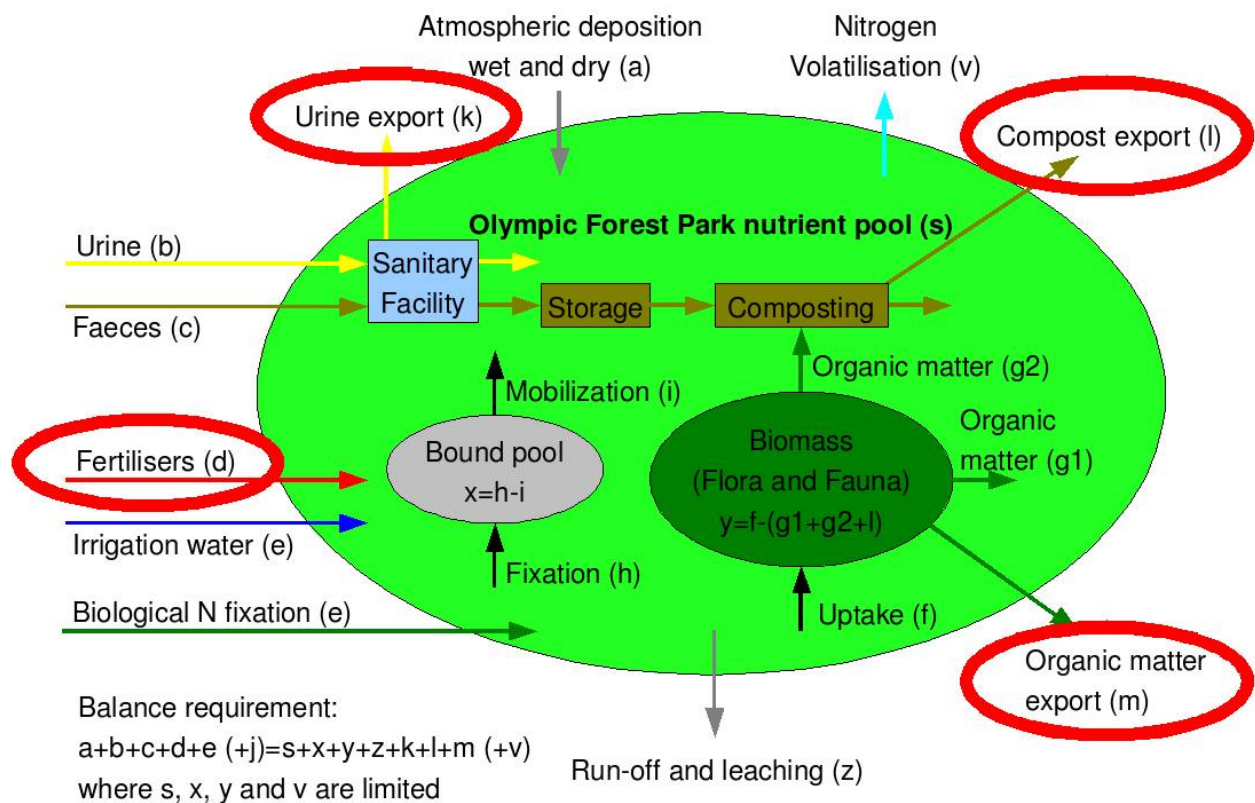 Atmospheric deposition
wet and dry (a)
Nitrogen
Volatilisation (v)
Urine export (k)
Compost export (l)
Olympic Forest Park nutrient pool (s)
Urine (b)
Sanitary
Facility
Faeces (c)
Storage
Composting
Organic matter (g2)
Mobilization (i)
Bound pool
x=h-i
Biomass
(Flora and Fauna)
y=f-(g1+g2+l)
Organic
matter (g1)
Fertilisers (d)
Irrigation water (e)
Fixation (h)
Biological N fixation (e)
Uptake (f)
Organic matter
export (m)
Balance requirement:
a+b+c+d+e (+j)=s+x+y+z+k+l+m (+v)
where s, x, y and v are limited
Run-off and leaching (z)